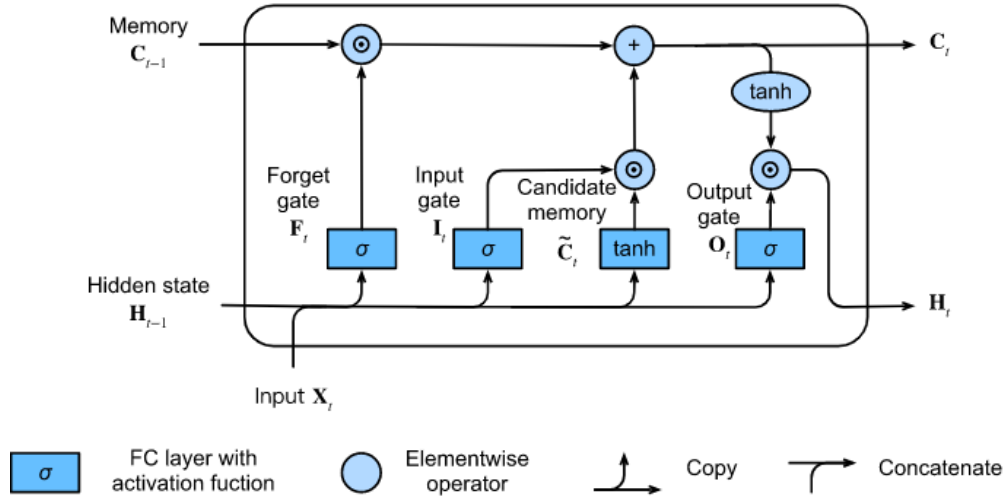 Memory
C_{t−1}
⊙
+
C_t
tanh
⊙
⊙
Forget gate
F_t
Input gate
I_t
Candidate memory
C̃_t
Output gate
O_t
σ
σ
tanh
σ
Hidden state
H_{t−1}
H_t
Input X_t
σ
FC layer with
activation fuction
Elementwise
operator
Copy
Concatenate